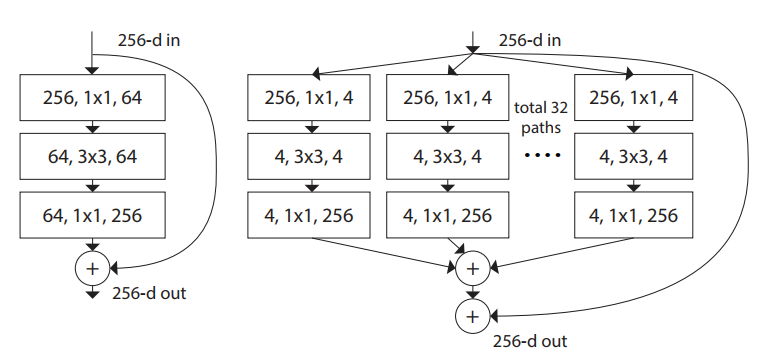 256-d in
256, 1x1, 64
64, 3x3, 64
64, 1x1, 256
+
256-d out
256-d in
256, 1x1, 4
256, 1x1, 4
total 32
paths
256, 1x1, 4
4, 3x3, 4
4, 3x3, 4
....
4, 3x3, 4
4, 1x1, 256
4, 1x1, 256
4, 1x1, 256
+
+
256-d out